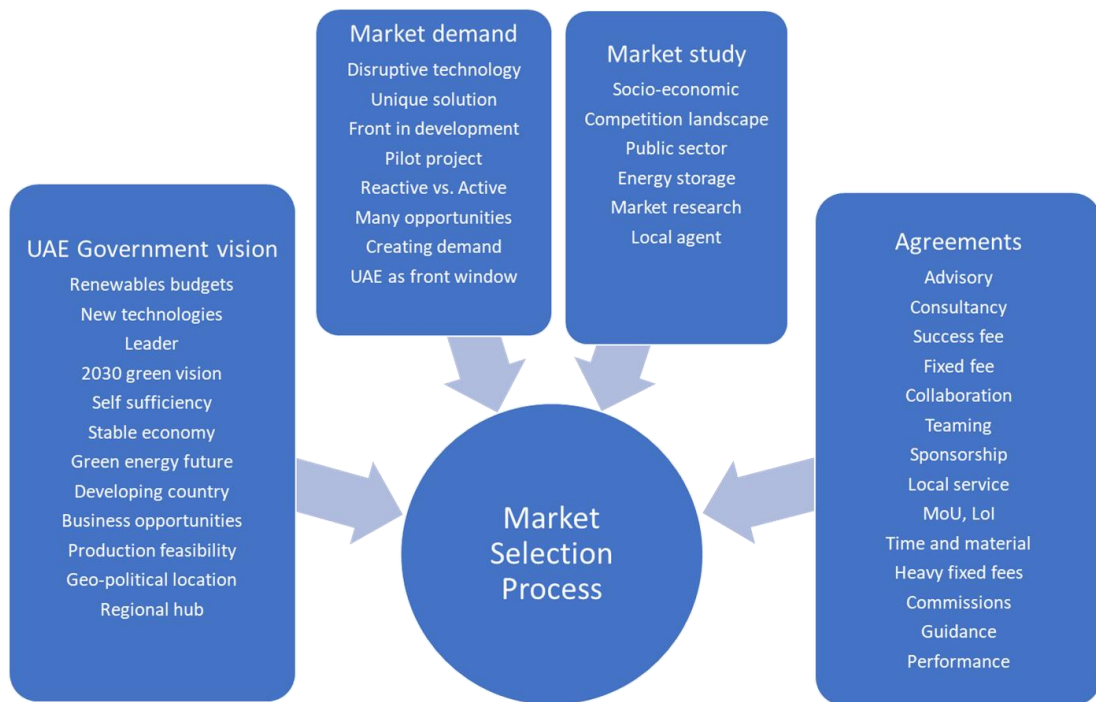 UAE Government vision
Renewables budgets
New technologies
Leader
2030 green vision
Self sufficiency
Stable economy
Green energy future
Developing country
Business opportunities
Production feasibility
Geo-political location
Regional hub
Market demand
Disruptive technology
Unique solution
Front in development
Pilot project
Reactive vs. Active
Many opportunities
Creating demand
UAE as front window
Market study
Socio-economic
Competition landscape
Public sector
Energy storage
Market research
Local agent
Agreements
Advisory
Consultancy
Success fee
Fixed fee
Collaboration
Teaming
Sponsorship
Local service
MoU, LoI
Time and material
Heavy fixed fees
Commissions
Guidance
Performance
Market
Selection
Process